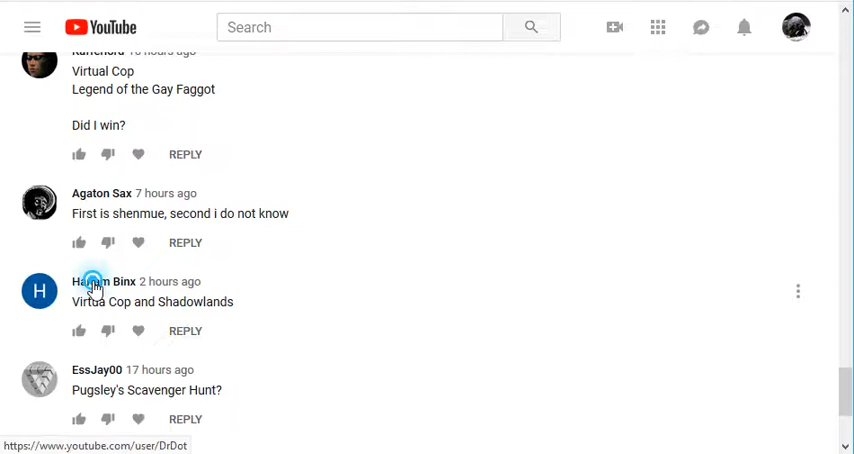 YouTube
Search
Virtual Cop
Legend of the Gay Faggot
Did I win?
REPLY
Agaton Sax 7 hours ago
First is shenmue, second i do not know
REPLY
H
Binx 2 hours ago
Virtua Cop and Shadowlands
REPLY
EssJay00 17 hours ago
Pugsley's Scavenger Hunt?
REPLY
https://www.youtube.com/user/DrDot